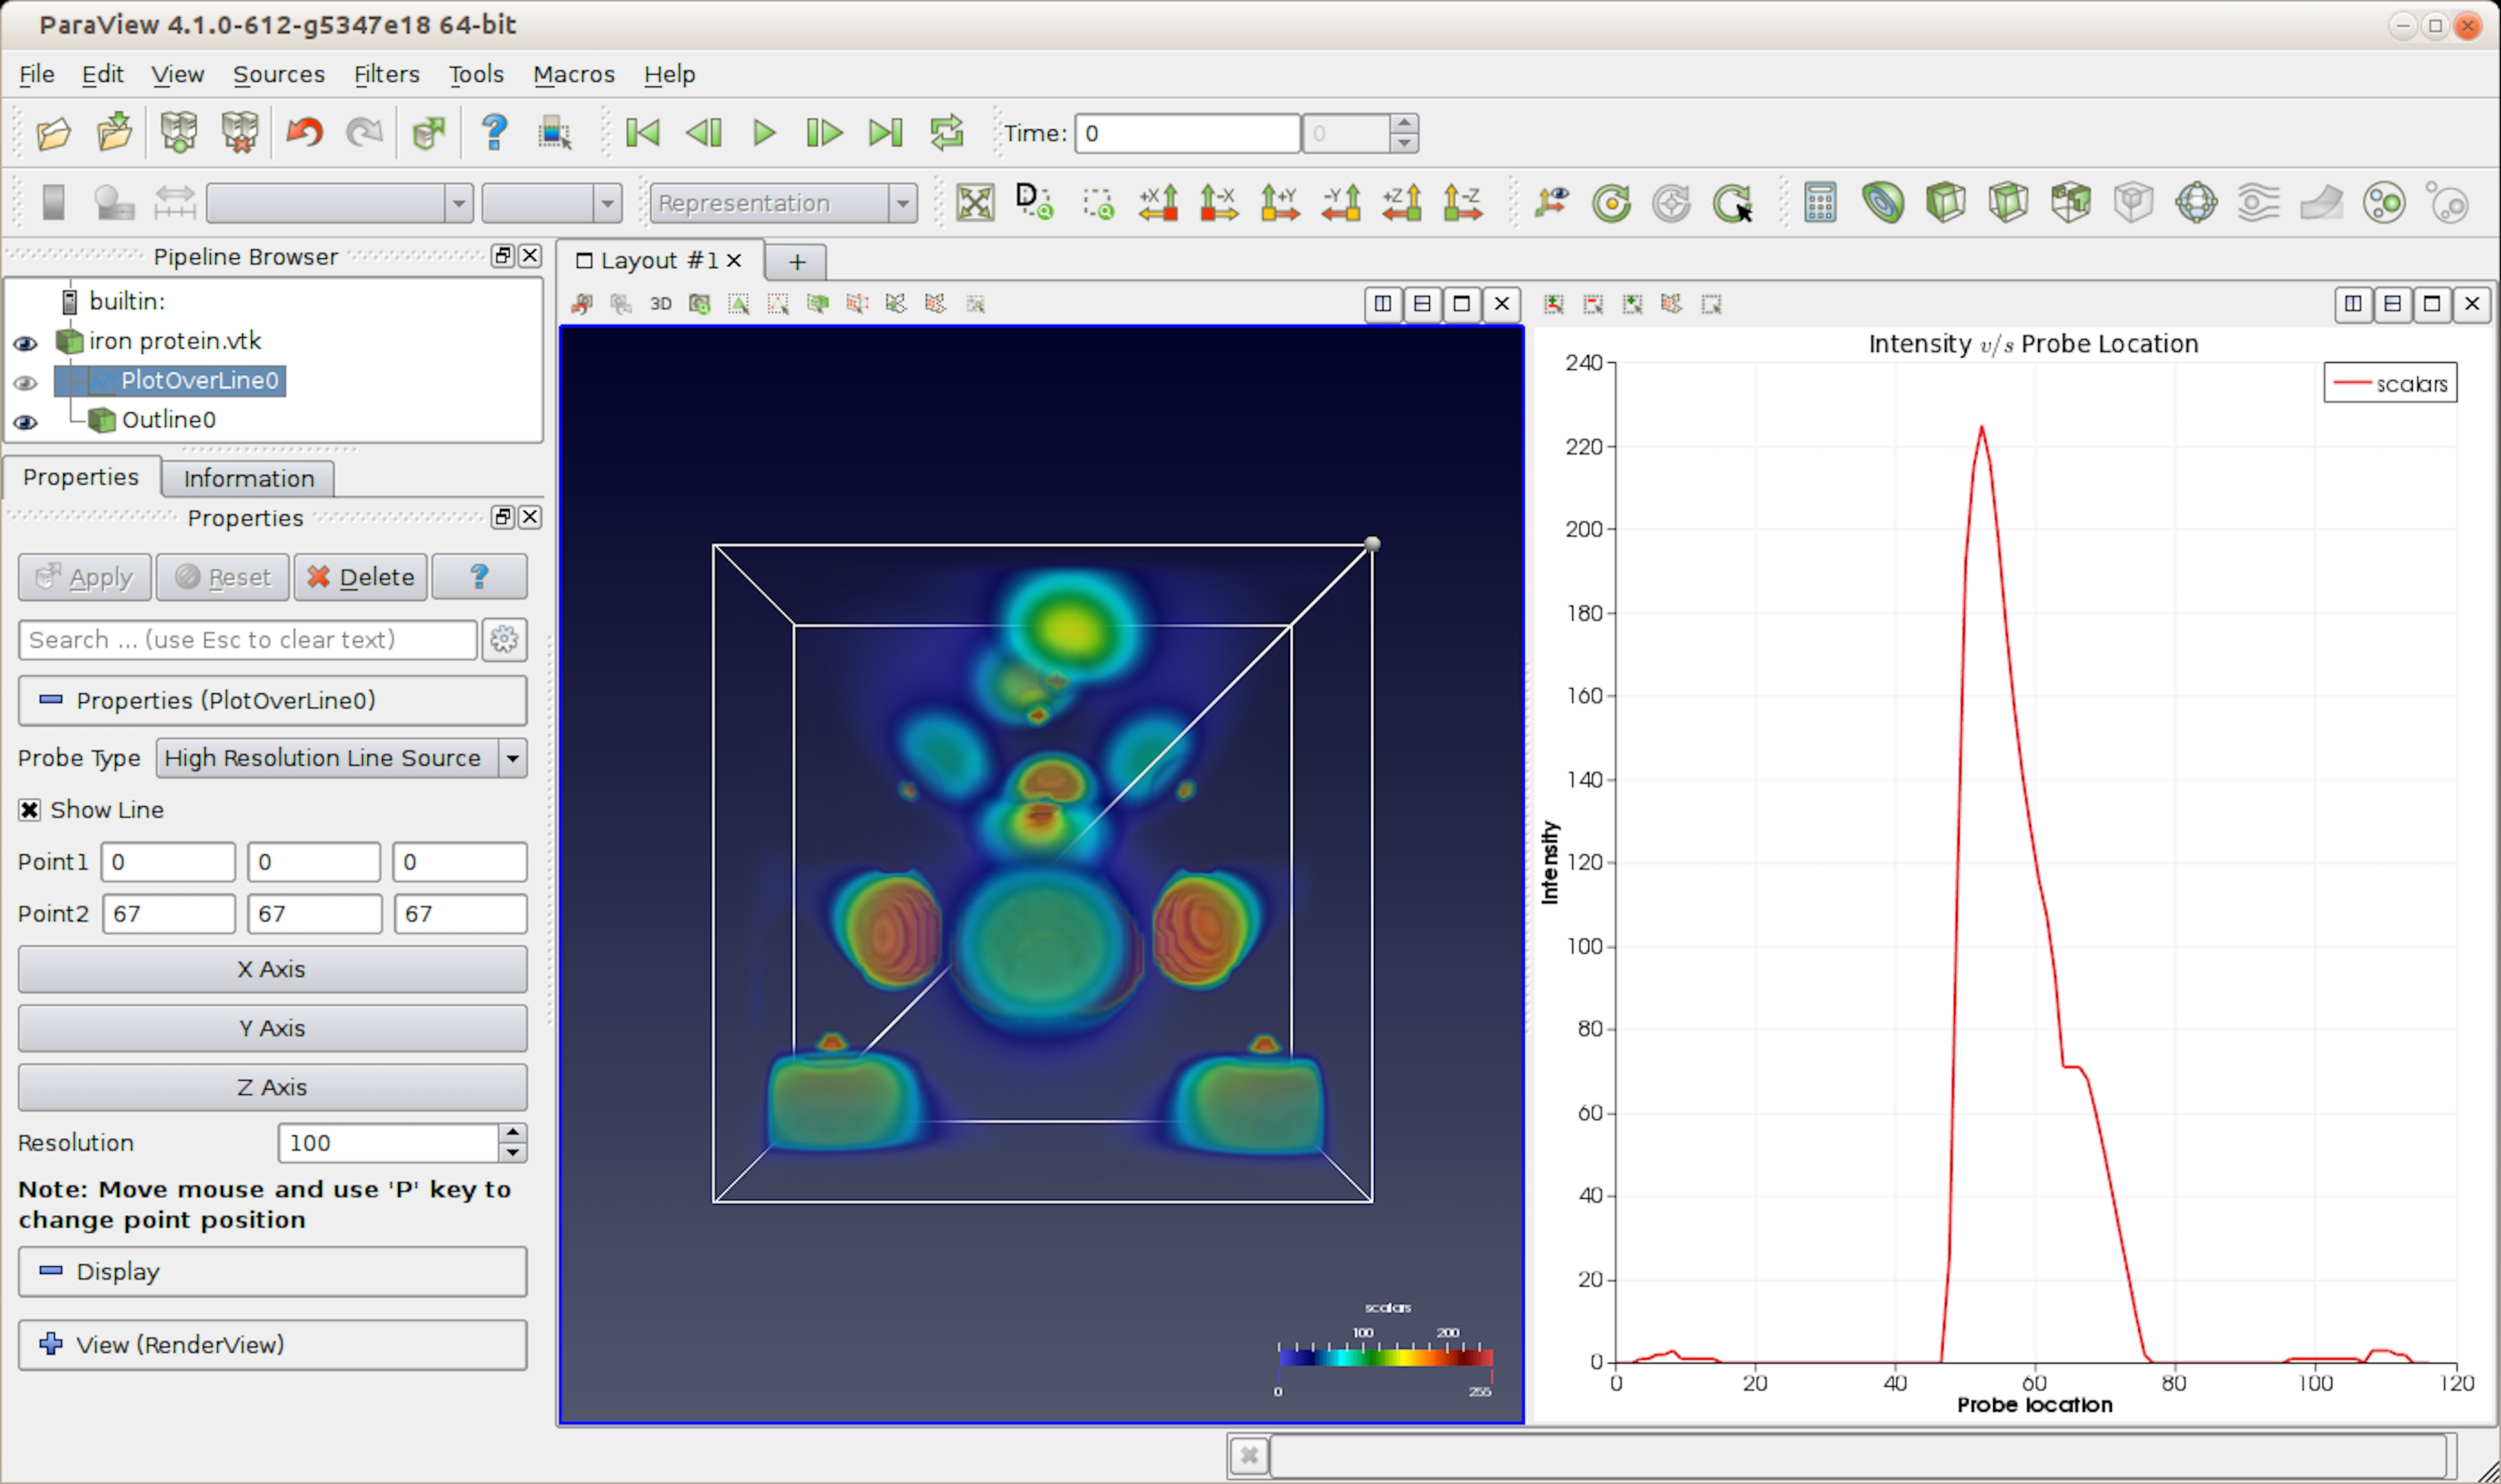 ParaView 4.1.0-612-g5347e18 64-bit
File Edit View Sources Filters Tools Macros Help
Time: 0 0
Representation
D
+X -X +Y -Y +Z -Z
Pipeline Browser
builtin:
iron protein.vtk
PlotOverLine0
Outline0
Properties Information
Properties
Apply Reset Delete ?
Search ... (use Esc to clear text)
Properties (PlotOverLine0)
Probe Type High Resolution Line Source
Show Line
Point1 0 0 0
Point2 67 67 67
X Axis
Y Axis
Z Axis
Resolution 100
Note: Move mouse and use 'P' key to
change point position
Display
View (RenderView)
Layout #1 +
3D
scalars
100 200
0 255
Intensity v/s Probe Location
scalars
240
220
200
180
160
140
120
100
80
60
40
20
0
Intensity
0 20 40 60 80 100 120
Probe location